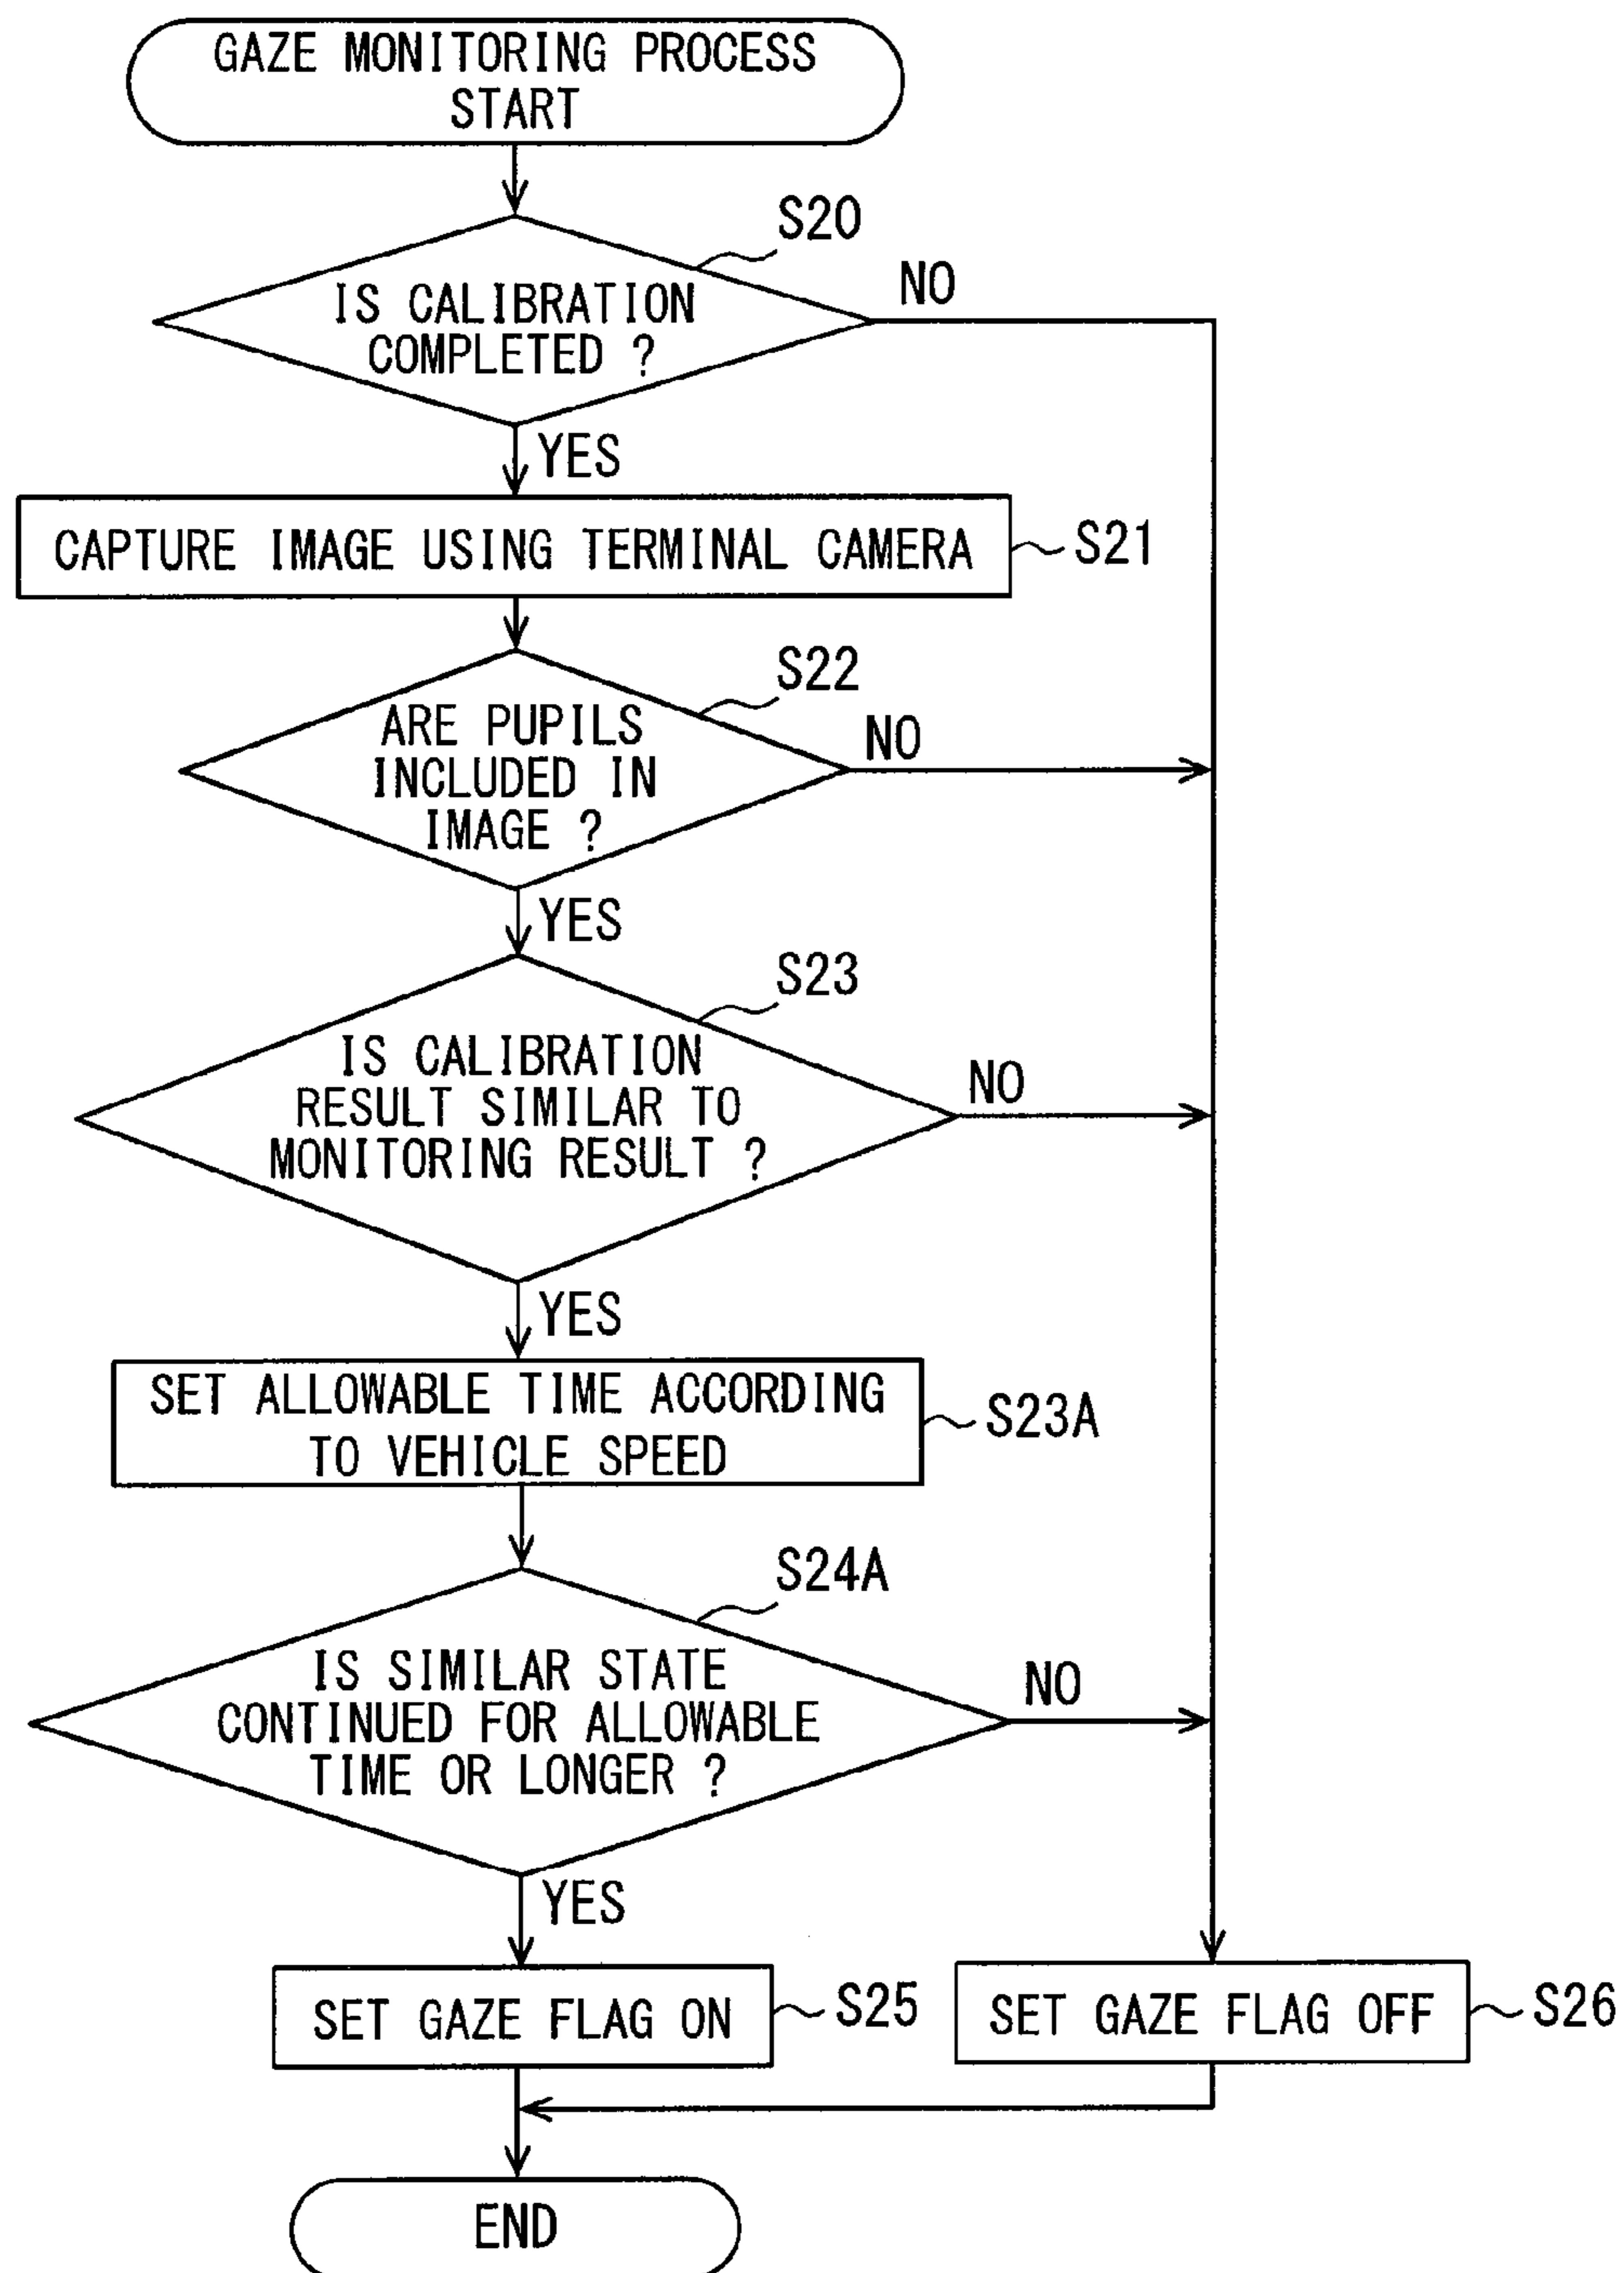 GAZE MONITORING PROCESS
START
S20
IS CALIBRATION
COMPLETED ?
NO
YES
CAPTURE IMAGE USING TERMINAL CAMERA
S21
S22
ARE PUPILS
INCLUDED IN
IMAGE ?
NO
YES
S23
IS CALIBRATION
RESULT SIMILAR TO
MONITORING RESULT ?
NO
YES
SET ALLOWABLE TIME ACCORDING
TO VEHICLE SPEED
S23A
S24A
IS SIMILAR STATE
CONTINUED FOR ALLOWABLE
TIME OR LONGER ?
NO
YES
SET GAZE FLAG ON
S25
SET GAZE FLAG OFF
S26
END